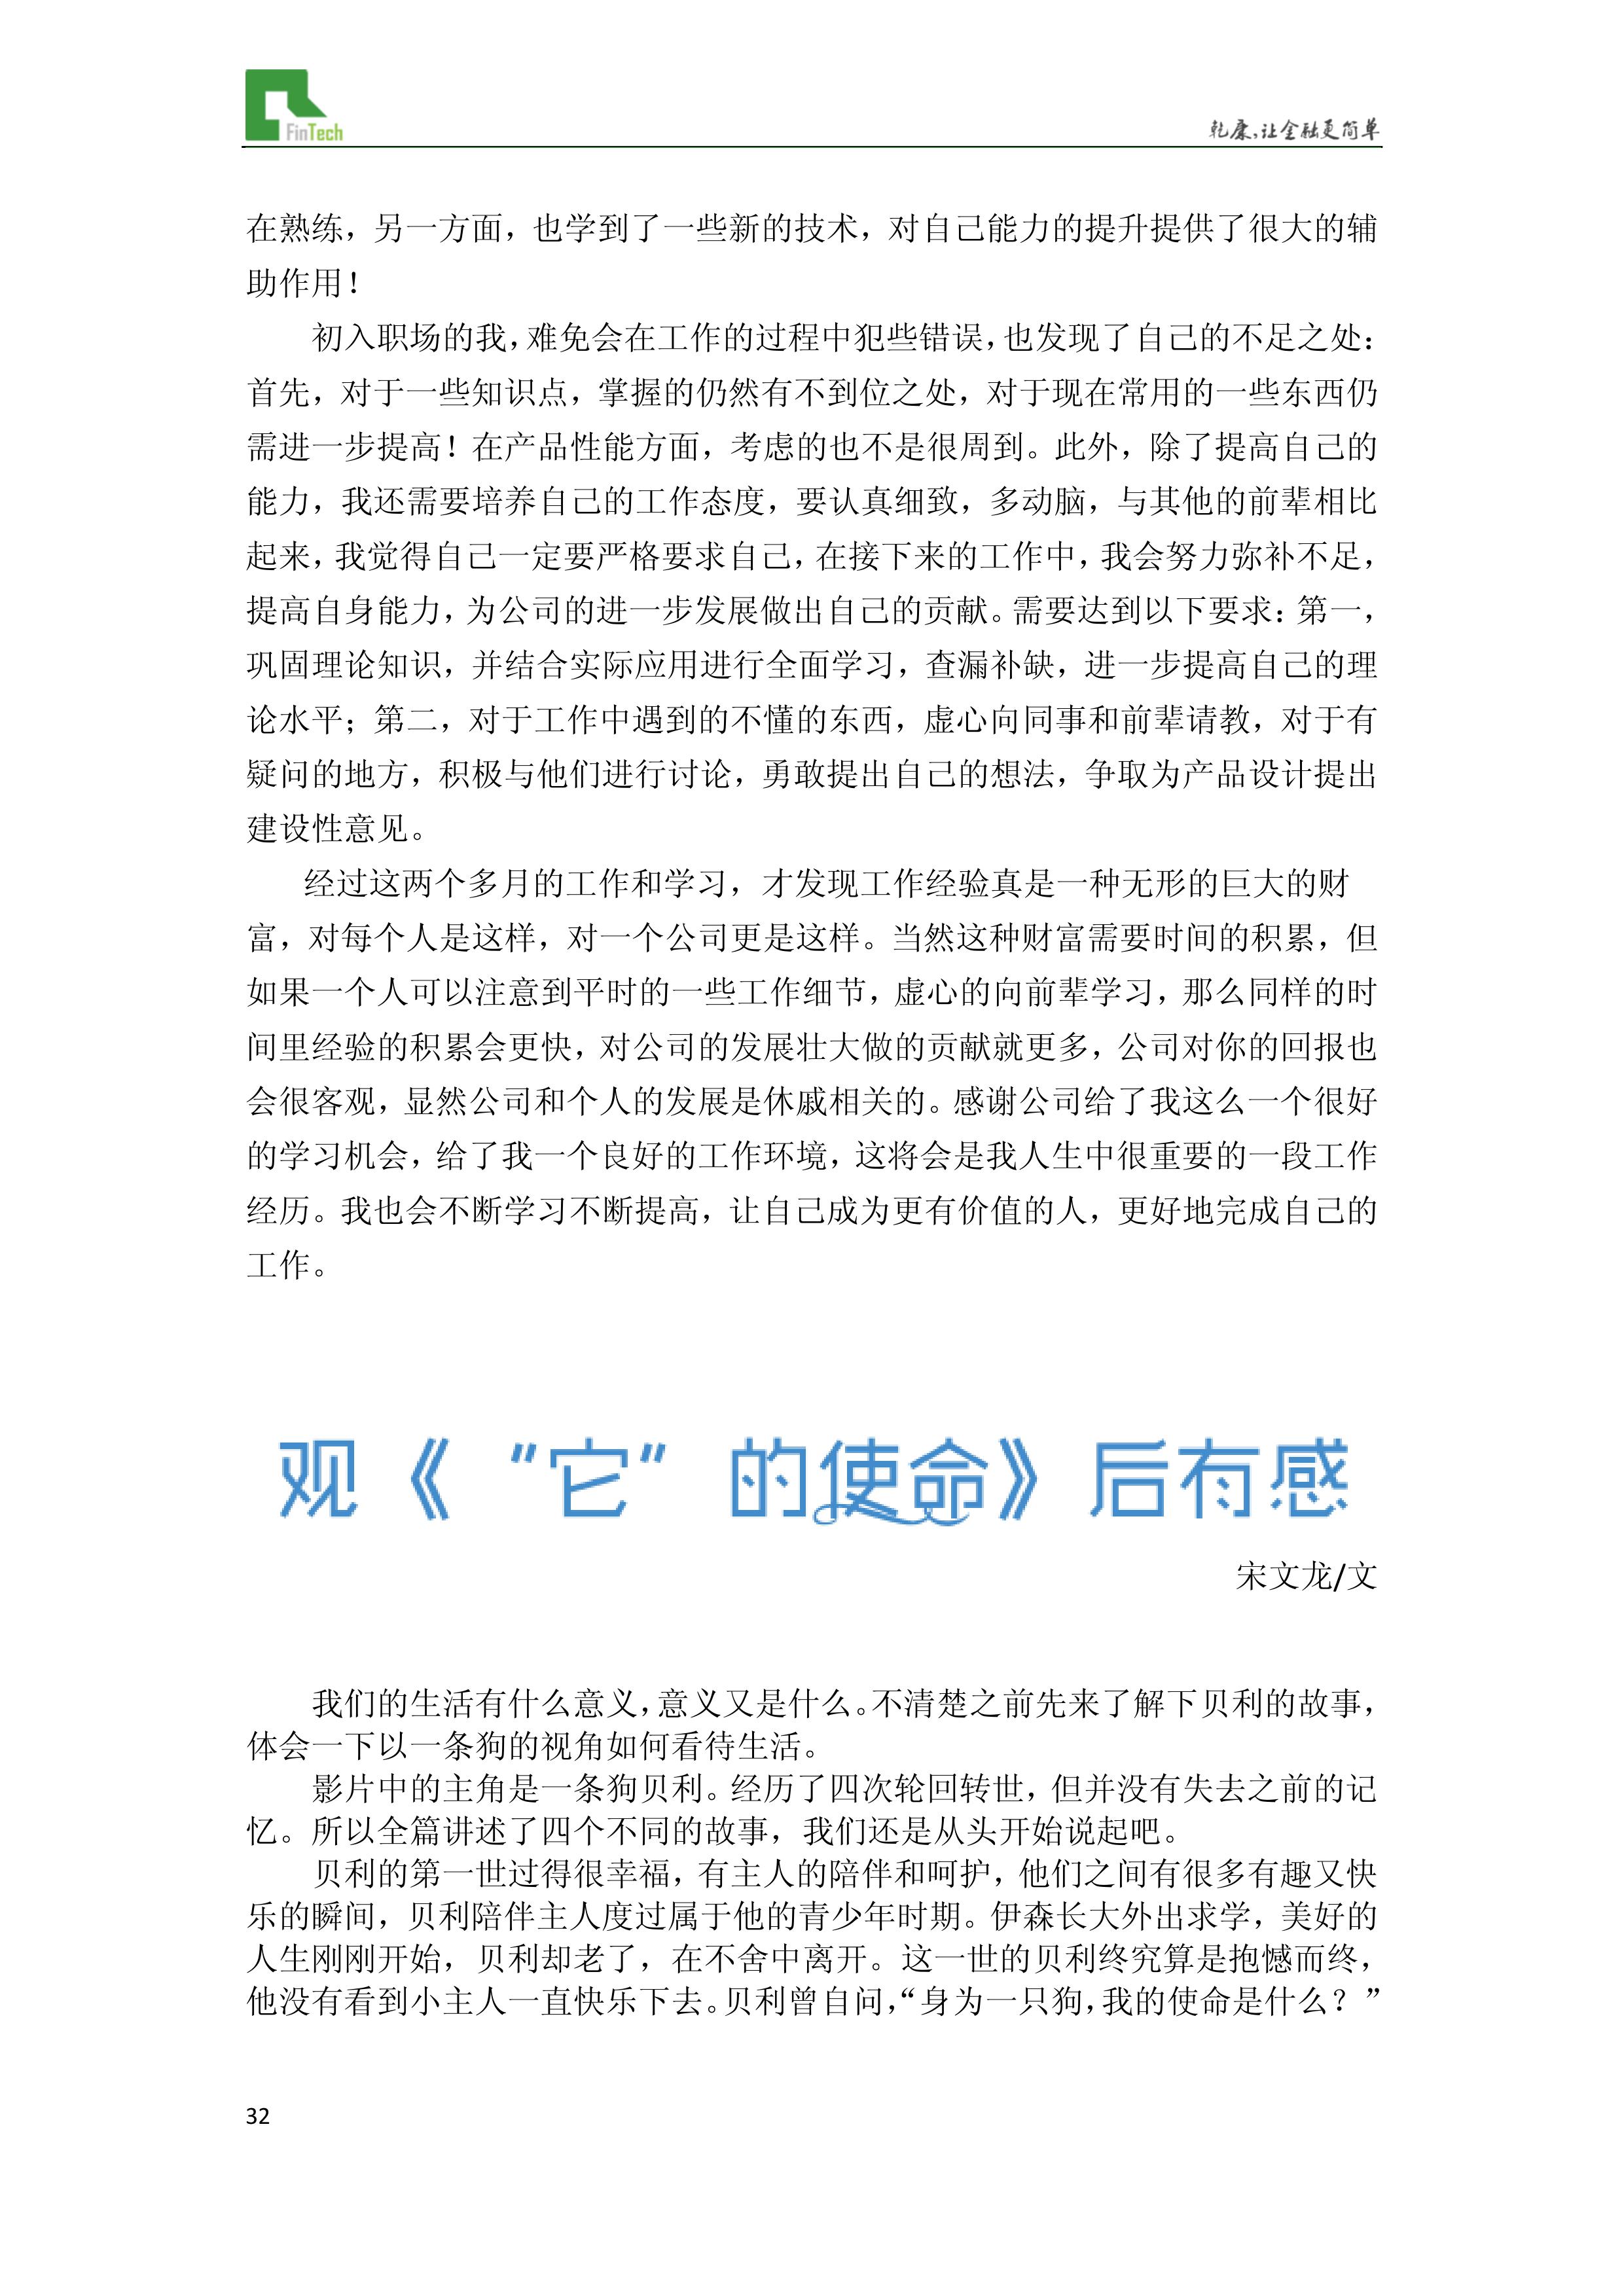 FinTech
乾康,让金融更简单
在熟练，另一方面，也学到了一些新的技术，对自己能力的提升提供了很大的辅
助作用！
初入职场的我，难免会在工作的过程中犯些错误，也发现了自己的不足之处：
首先，对于一些知识点，掌握的仍然有不到位之处，对于现在常用的一些东西仍
需进一步提高！在产品性能方面，考虑的也不是很周到。此外，除了提高自己的
能力，我还需要培养自己的工作态度，要认真细致，多动脑，与其他的前辈相比
起来，我觉得自己一定要严格要求自己，在接下来的工作中，我会努力弥补不足，
提高自身能力，为公司的进一步发展做出自己的贡献。需要达到以下要求：第一，
巩固理论知识，并结合实际应用进行全面学习，查漏补缺，进一步提高自己的理
论水平；第二，对于工作中遇到的不懂的东西，虚心向同事和前辈请教，对于有
疑问的地方，积极与他们进行讨论，勇敢提出自己的想法，争取为产品设计提出
建设性意见。
经过这两个多月的工作和学习，才发现工作经验真是一种无形的巨大的财
富，对每个人是这样，对一个公司更是这样。当然这种财富需要时间的积累，但
如果一个人可以注意到平时的一些工作细节，虚心的向前辈学习，那么同样的时
间里经验的积累会更快，对公司的发展壮大做的贡献就更多，公司对你的回报也
会很客观，显然公司和个人的发展是休戚相关的。感谢公司给了我这么一个很好
的学习机会，给了我一个良好的工作环境，这将会是我人生中很重要的一段工作
经历。我也会不断学习不断提高，让自己成为更有价值的人，更好地完成自己的
工作。
观《“它”的使命》后有感
宋文龙/文
我们的生活有什么意义，意义又是什么。不清楚之前先来了解下贝利的故事，
体会一下以一条狗的视角如何看待生活。
影片中的主角是一条狗贝利。经历了四次轮回转世，但并没有失去之前的记
忆。所以全篇讲述了四个不同的故事，我们还是从头开始说起吧。
贝利的第一世过得很幸福，有主人的陪伴和呵护，他们之间有很多有趣又快
乐的瞬间，贝利陪伴主人度过属于他的青少年时期。伊森长大外出求学，美好的
人生刚刚开始，贝利却老了，在不舍中离开。这一世的贝利终究算是抱憾而终，
他没有看到小主人一直快乐下去。贝利曾自问，“身为一只狗，我的使命是什么？”
32